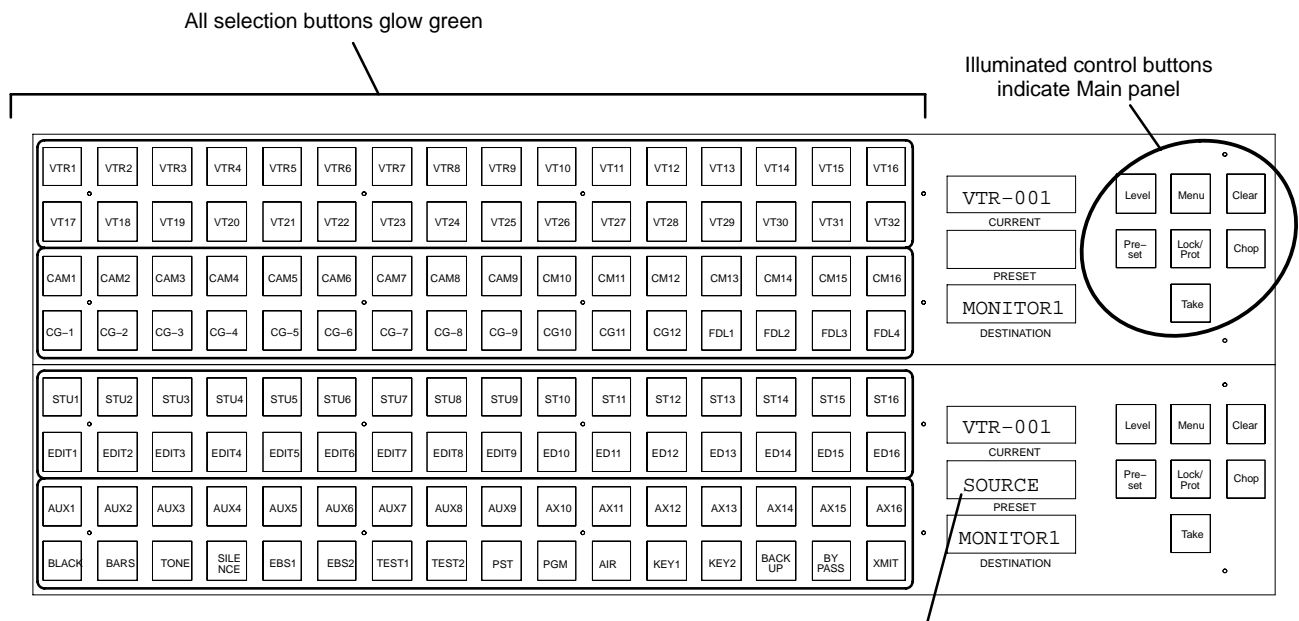 All selection buttons glow green
Illuminated control buttons
indicate Main panel
VTR1 VTR2 VTR3 VTR4 VTR5 VTR6 VTR7 VTR8 VTR9 VT10 VT11 VT12 VT13 VT14 VT15 VT16
VT17 VT18 VT19 VT20 VT21 VT22 VT23 VT24 VT25 VT26 VT27 VT28 VT29 VT30 VT31 VT32
CAM1 CAM2 CAM3 CAM4 CAM5 CAM6 CAM7 CAM8 CAM9 CM10 CM11 CM12 CM13 CM14 CM15 CM16
CG−1 CG−2 CG−3 CG−4 CG−5 CG−6 CG−7 CG−8 CG−9 CG10 CG11 CG12 FDL1 FDL2 FDL3 FDL4
VTR−001
CURRENT
PRESET
MONITOR1
DESTINATION
Level Menu Clear
Pre−
set
Lock/
Prot
Chop
Take
STU1 STU2 STU3 STU4 STU5 STU6 STU7 STU8 STU9 ST10 ST11 ST12 ST13 ST14 ST15 ST16
EDIT1 EDIT2 EDIT3 EDIT4 EDIT5 EDIT6 EDIT7 EDIT8 EDIT9 ED10 ED11 ED12 ED13 ED14 ED15 ED16
AUX1 AUX2 AUX3 AUX4 AUX5 AUX6 AUX7 AUX8 AUX9 AX10 AX11 AX12 AX13 AX14 AX15 AX16
BLACK BARS TONE
SILE
NCE
EBS1 EBS2 TEST1 TEST2 PST PGM AIR KEY1 KEY2
BACK
UP
BY
PASS
XMIT
VTR−001
CURRENT
SOURCE
PRESET
MONITOR1
DESTINATION
Level Menu Clear
Pre−
set
Lock/
Prot
Chop
Take